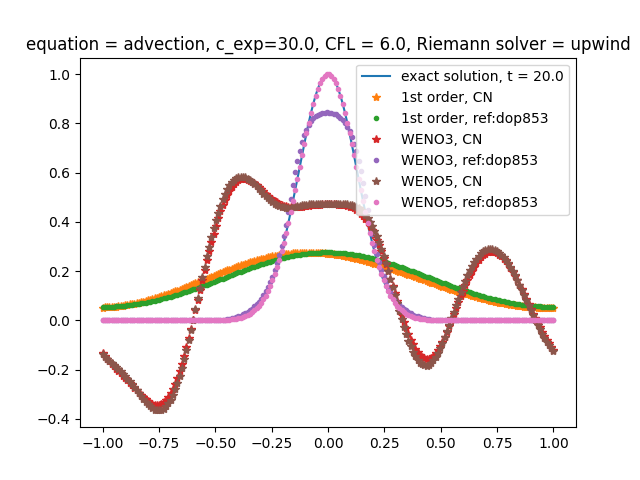 equation = advection, c_exp=30.0, CFL = 6.0, Riemann solver = upwind
exact solution, t = 20.0
1st order, CN
1st order, ref:dop853
WENO3, CN
WENO3, ref:dop853
WENO5, CN
WENO5, ref:dop853
1.0
0.8
0.6
0.4
0.2
0.0
−0.2
−0.4
−1.00 −0.75 −0.50 −0.25 0.00 0.25 0.50 0.75 1.00